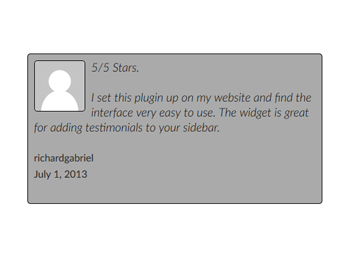 5/5 Stars.
I set this plugin up on my website and find the
interface very easy to use. The widget is great
for adding testimonials to your sidebar.
richardgabriel
July 1, 2013